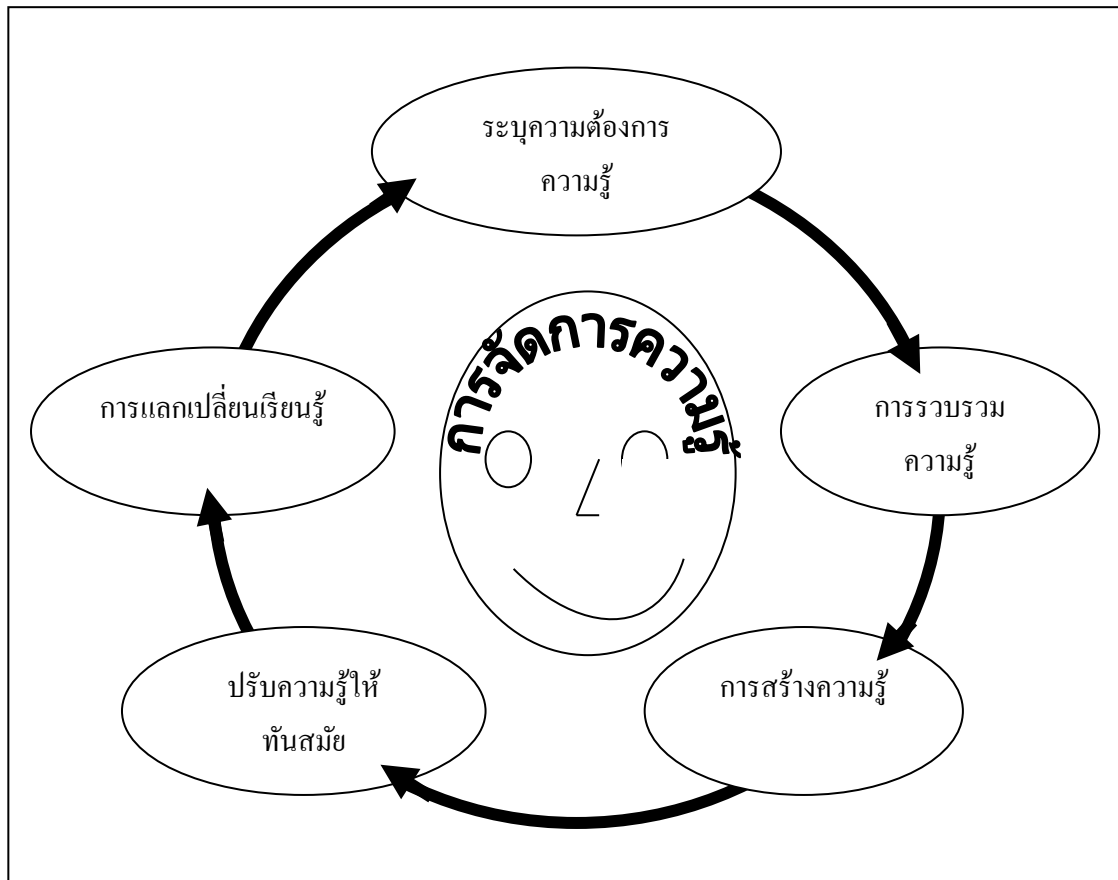 ระบุความต้องการ
ความรู้
การแลกเปลี่ยนเรียนรู้
การจัดการความรู้
การรวบรวม
ความรู้
ปรับความรู้ให้
ทันสมัย
การสร้างความรู้